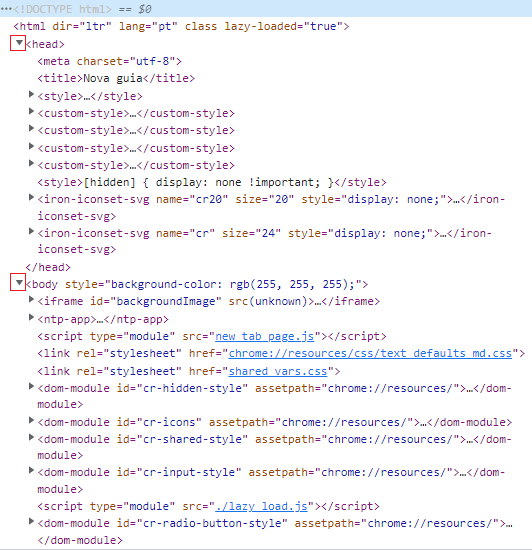 …<!DOCTYPE html> == $0
<html dir="ltr" lang="pt" class lazy-loaded="true">
▼<head>
<meta charset="utf-8">
<title>Nova guia</title>
▶<style>…</style>
▶<custom-style>…</custom-style>
▶<custom-style>…</custom-style>
▶<custom-style>…</custom-style>
▶<custom-style>…</custom-style>
<style>[hidden] { display: none !important; }</style>
▶<iron-iconset-svg name="cr20" size="20" style="display: none;">…</iron-
iconset-svg>
▶<iron-iconset-svg name="cr" size="24" style="display: none;">…</iron-
iconset-svg>
</head>
▼<body style="background-color: rgb(255, 255, 255);">
▶<iframe id="backgroundImage" src(unknown)>…</iframe>
▶<ntp-app>…</ntp-app>
<script type="module" src="new_tab_page.js"></script>
<link rel="stylesheet" href="chrome://resources/css/text_defaults_md.css">
<link rel="stylesheet" href="shared_vars.css">
▶<dom-module id="cr-hidden-style" assetpath="chrome://resources/">…</dom-
module>
▶<dom-module id="cr-icons" assetpath="chrome://resources/">…</dom-module>
▶<dom-module id="cr-shared-style" assetpath="chrome://resources/">…</dom-
module>
▶<dom-module id="cr-input-style" assetpath="chrome://resources/">…</dom-
module>
<script type="module" src="./lazy_load.js"></script>
▶<dom-module id="cr-radio-button-style" assetpath="chrome://resources/">…
</dom-module>